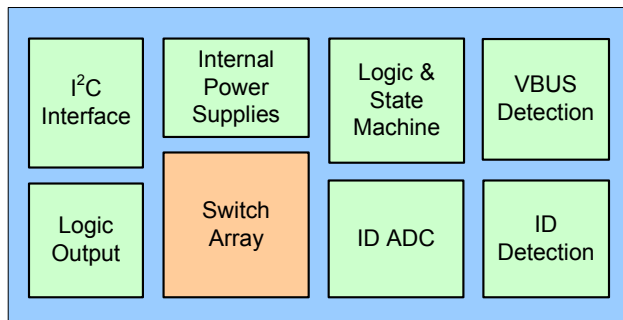 I²C
Interface
Internal
Power
Supplies
Logic &
State
Machine
VBUS
Detection
Logic
Output
Switch
Array
ID ADC
ID
Detection